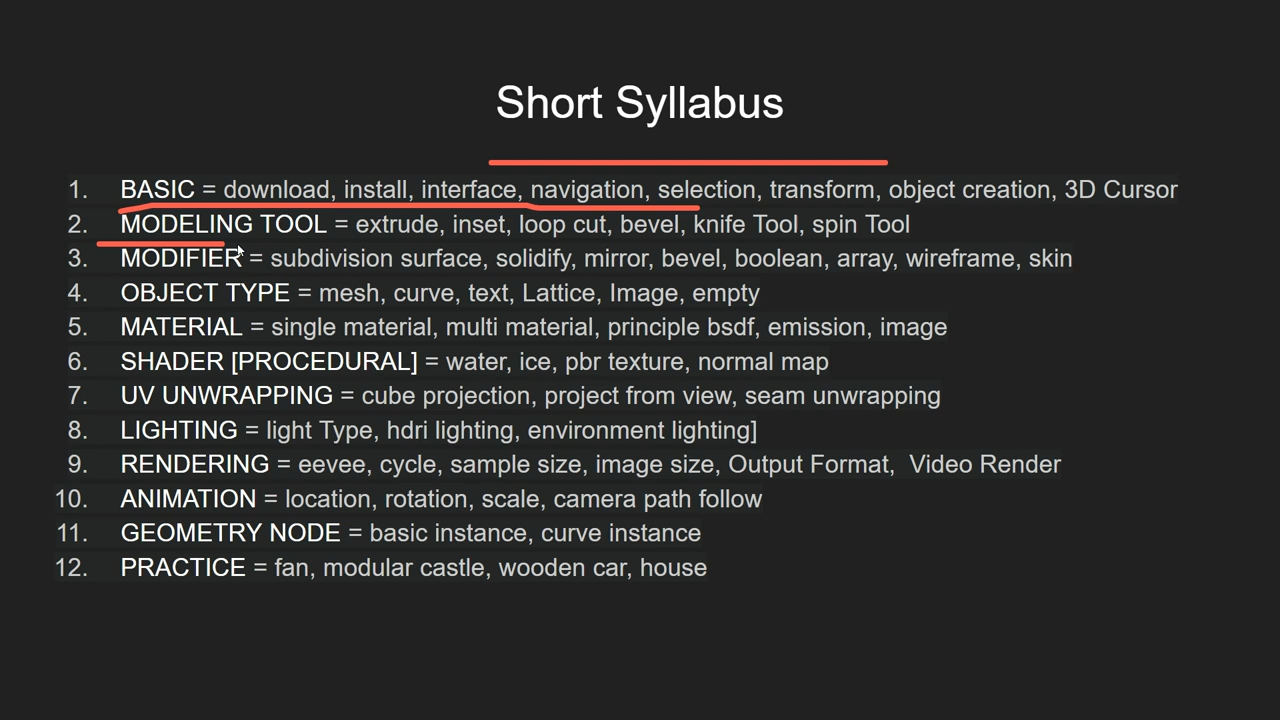 Short Syllabus
1. BASIC = download, install, interface, navigation, selection, transform, object creation, 3D Cursor
2. MODELING TOOL = extrude, inset, loop cut, bevel, knife Tool, spin Tool
3. MODIFIER = subdivision surface, solidify, mirror, bevel, boolean, array, wireframe, skin
4. OBJECT TYPE = mesh, curve, text, Lattice, Image, empty
5. MATERIAL = single material, multi material, principle bsdf, emission, image
6. SHADER [PROCEDURAL] = water, ice, pbr texture, normal map
7. UV UNWRAPPING = cube projection, project from view, seam unwrapping
8. LIGHTING = light Type, hdri lighting, environment lighting]
9. RENDERING = eevee, cycle, sample size, image size, Output Format, Video Render
10. ANIMATION = location, rotation, scale, camera path follow
11. GEOMETRY NODE = basic instance, curve instance
12. PRACTICE = fan, modular castle, wooden car, house